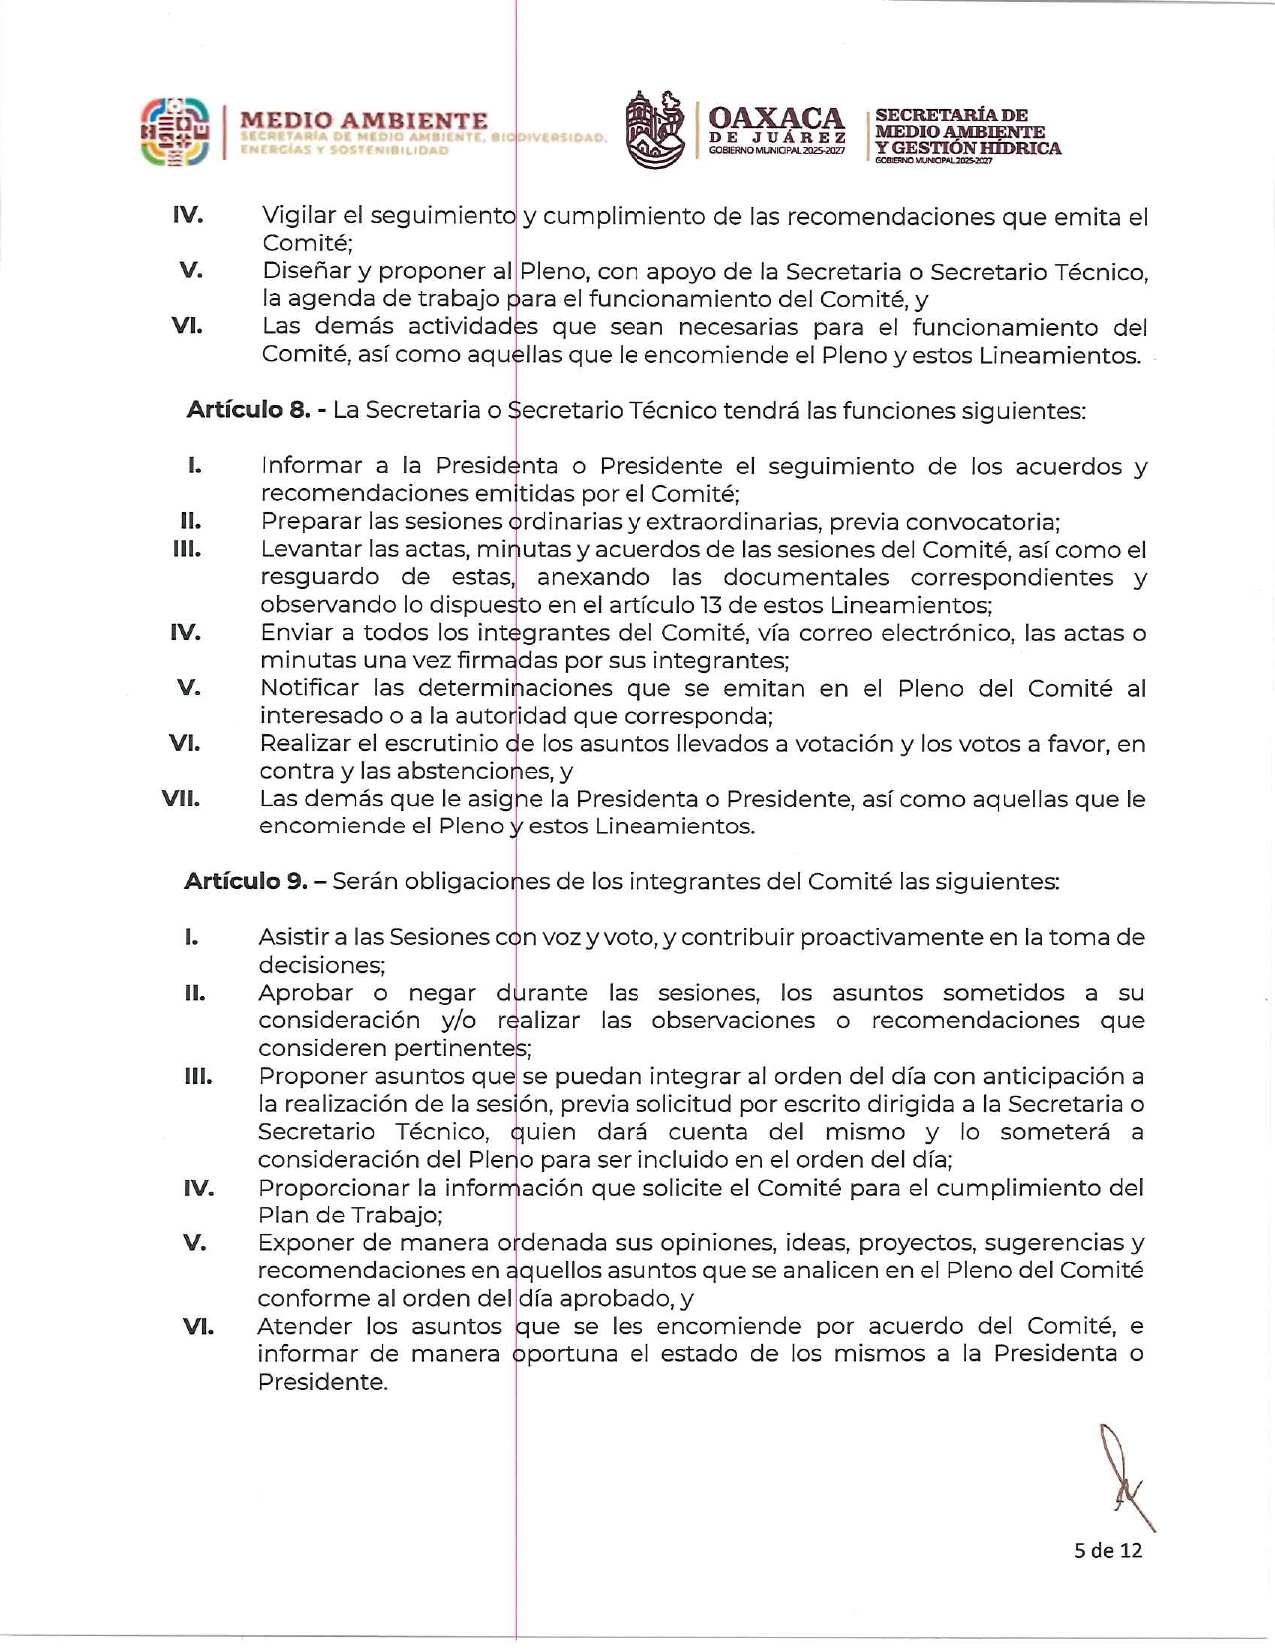 MEDIO AMBIENTE
SECRETARÍA DE MEDIO AMBIENTE, BIODIVERSIDAD,
ENERGÍAS Y SOSTENIBILIDAD
OAXACA
DE JUÁREZ
GOBIERNO MUNICIPAL 2025-2027
SECRETARÍA DE
MEDIO AMBIENTE
Y GESTIÓN HÍDRICA
GOBIERNO MUNICIPAL 2025-2027
IV. Vigilar el seguimiento y cumplimiento de las recomendaciones que emita el
Comité;
V. Diseñar y proponer al Pleno, con apoyo de la Secretaria o Secretario Técnico,
la agenda de trabajo para el funcionamiento del Comité, y
VI. Las demás actividades que sean necesarias para el funcionamiento del
Comité, así como aquellas que le encomiende el Pleno y estos Lineamientos.
Artículo 8. - La Secretaria o Secretario Técnico tendrá las funciones siguientes:
I. Informar a la Presidenta o Presidente el seguimiento de los acuerdos y
recomendaciones emitidas por el Comité;
II. Preparar las sesiones ordinarias y extraordinarias, previa convocatoria;
III. Levantar las actas, minutas y acuerdos de las sesiones del Comité, así como el
resguardo de estas, anexando las documentales correspondientes y
observando lo dispuesto en el artículo 13 de estos Lineamientos;
IV. Enviar a todos los integrantes del Comité, vía correo electrónico, las actas o
minutas una vez firmadas por sus integrantes;
V. Notificar las determinaciones que se emitan en el Pleno del Comité al
interesado o a la autoridad que corresponda;
VI. Realizar el escrutinio de los asuntos llevados a votación y los votos a favor, en
contra y las abstenciones, y
VII. Las demás que le asigne la Presidenta o Presidente, así como aquellas que le
encomiende el Pleno y estos Lineamientos.
Artículo 9. – Serán obligaciones de los integrantes del Comité las siguientes:
I. Asistir a las Sesiones con voz y voto, y contribuir proactivamente en la toma de
decisiones;
II. Aprobar o negar durante las sesiones, los asuntos sometidos a su
consideración y/o realizar las observaciones o recomendaciones que
consideren pertinentes;
III. Proponer asuntos que se puedan integrar al orden del día con anticipación a
la realización de la sesión, previa solicitud por escrito dirigida a la Secretaria o
Secretario Técnico, quien dará cuenta del mismo y lo someterá a
consideración del Pleno para ser incluido en el orden del día;
IV. Proporcionar la información que solicite el Comité para el cumplimiento del
Plan de Trabajo;
V. Exponer de manera ordenada sus opiniones, ideas, proyectos, sugerencias y
recomendaciones en aquellos asuntos que se analicen en el Pleno del Comité
conforme al orden del día aprobado, y
VI. Atender los asuntos que se les encomiende por acuerdo del Comité, e
informar de manera oportuna el estado de los mismos a la Presidenta o
Presidente.
5 de 12